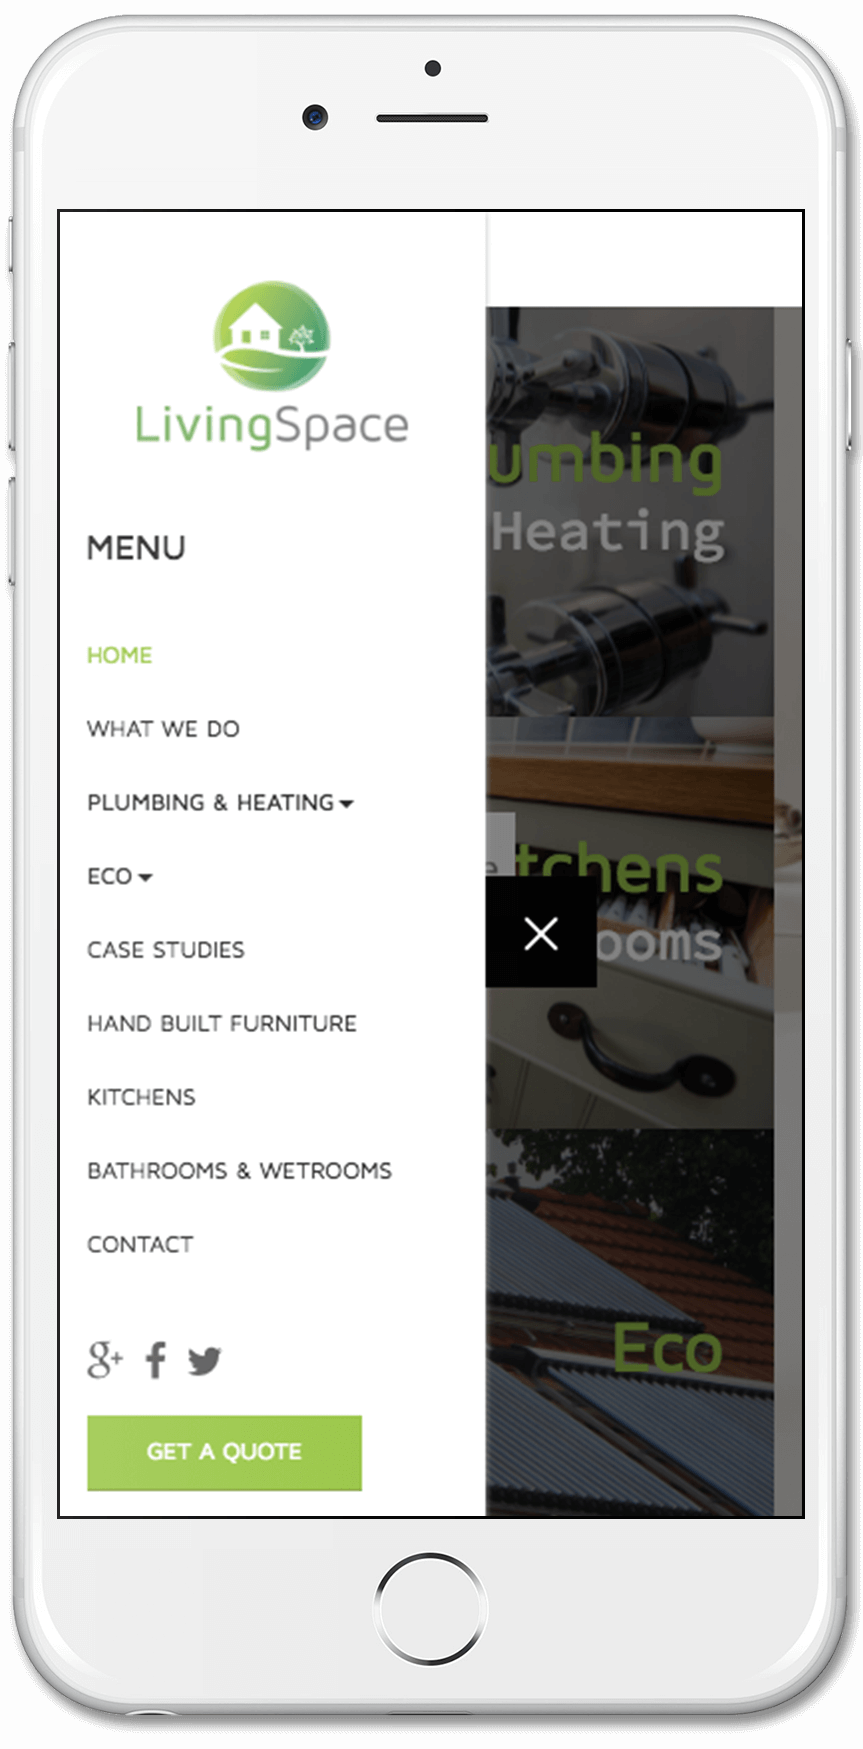 LivingSpace
MENU
HOME
WHAT WE DO
PLUMBING & HEATING
ECO
CASE STUDIES
HAND BUILT FURNITURE
KITCHENS
BATHROOMS & WETROOMS
CONTACT
g+ f
GET A QUOTE
umbing
Heating
e
tchens
ooms
Eco